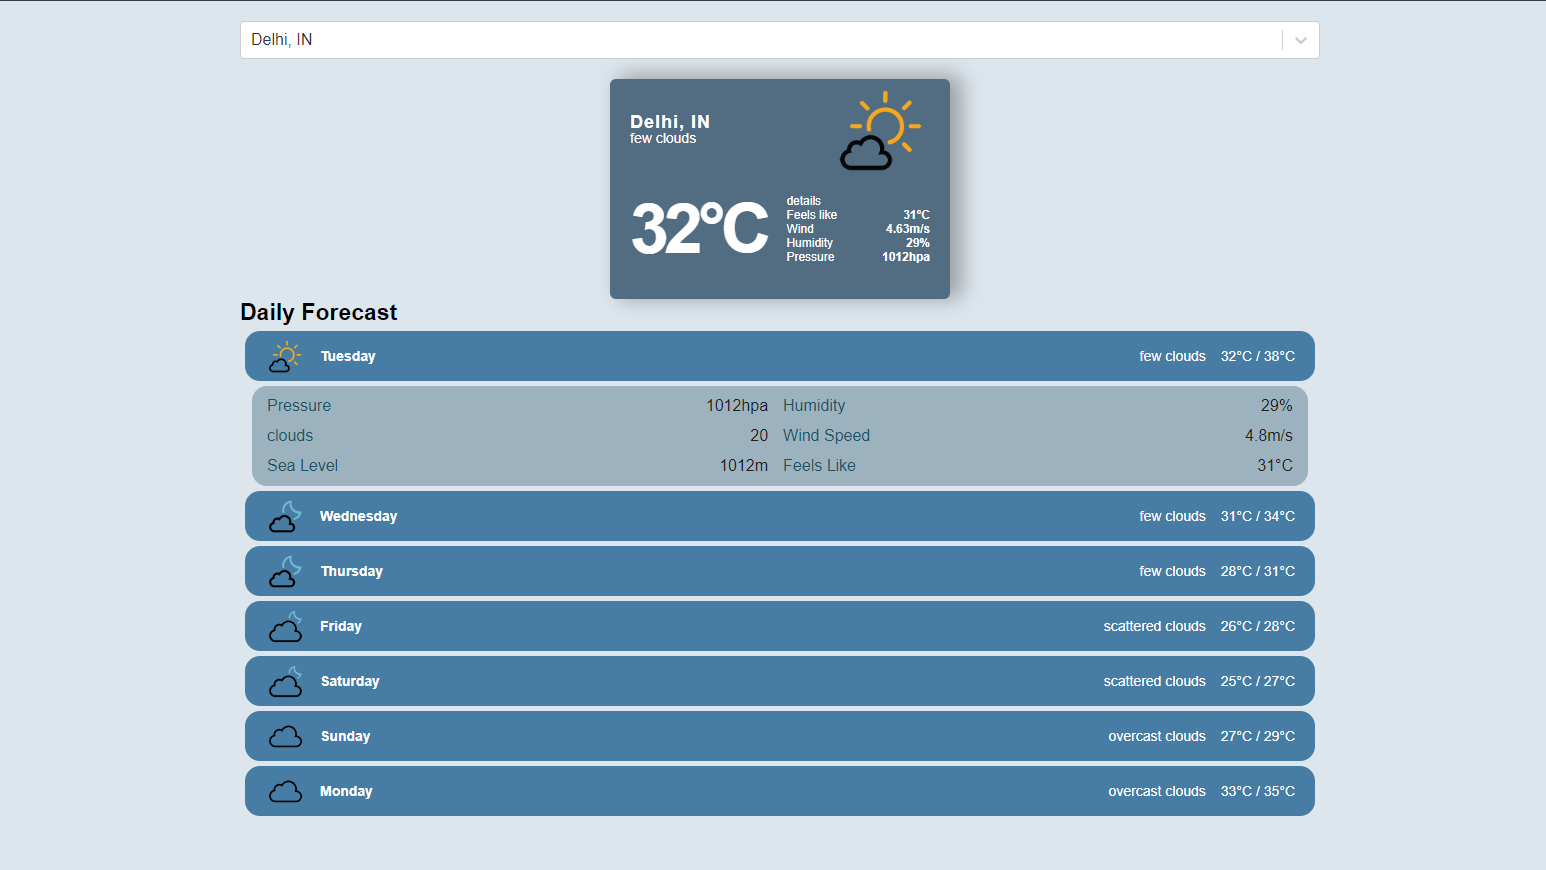 Delhi, IN
Delhi, IN
few clouds
32°C
details
Feels like 31°C
Wind 4.63m/s
Humidity 29%
Pressure 1012hpa
Daily Forecast
Tuesday few clouds 32°C / 38°C
Pressure 1012hpa Humidity 29%
clouds 20 Wind Speed 4.8m/s
Sea Level 1012m Feels Like 31°C
Wednesday few clouds 31°C / 34°C
Thursday few clouds 28°C / 31°C
Friday scattered clouds 26°C / 28°C
Saturday scattered clouds 25°C / 27°C
Sunday overcast clouds 27°C / 29°C
Monday overcast clouds 33°C / 35°C